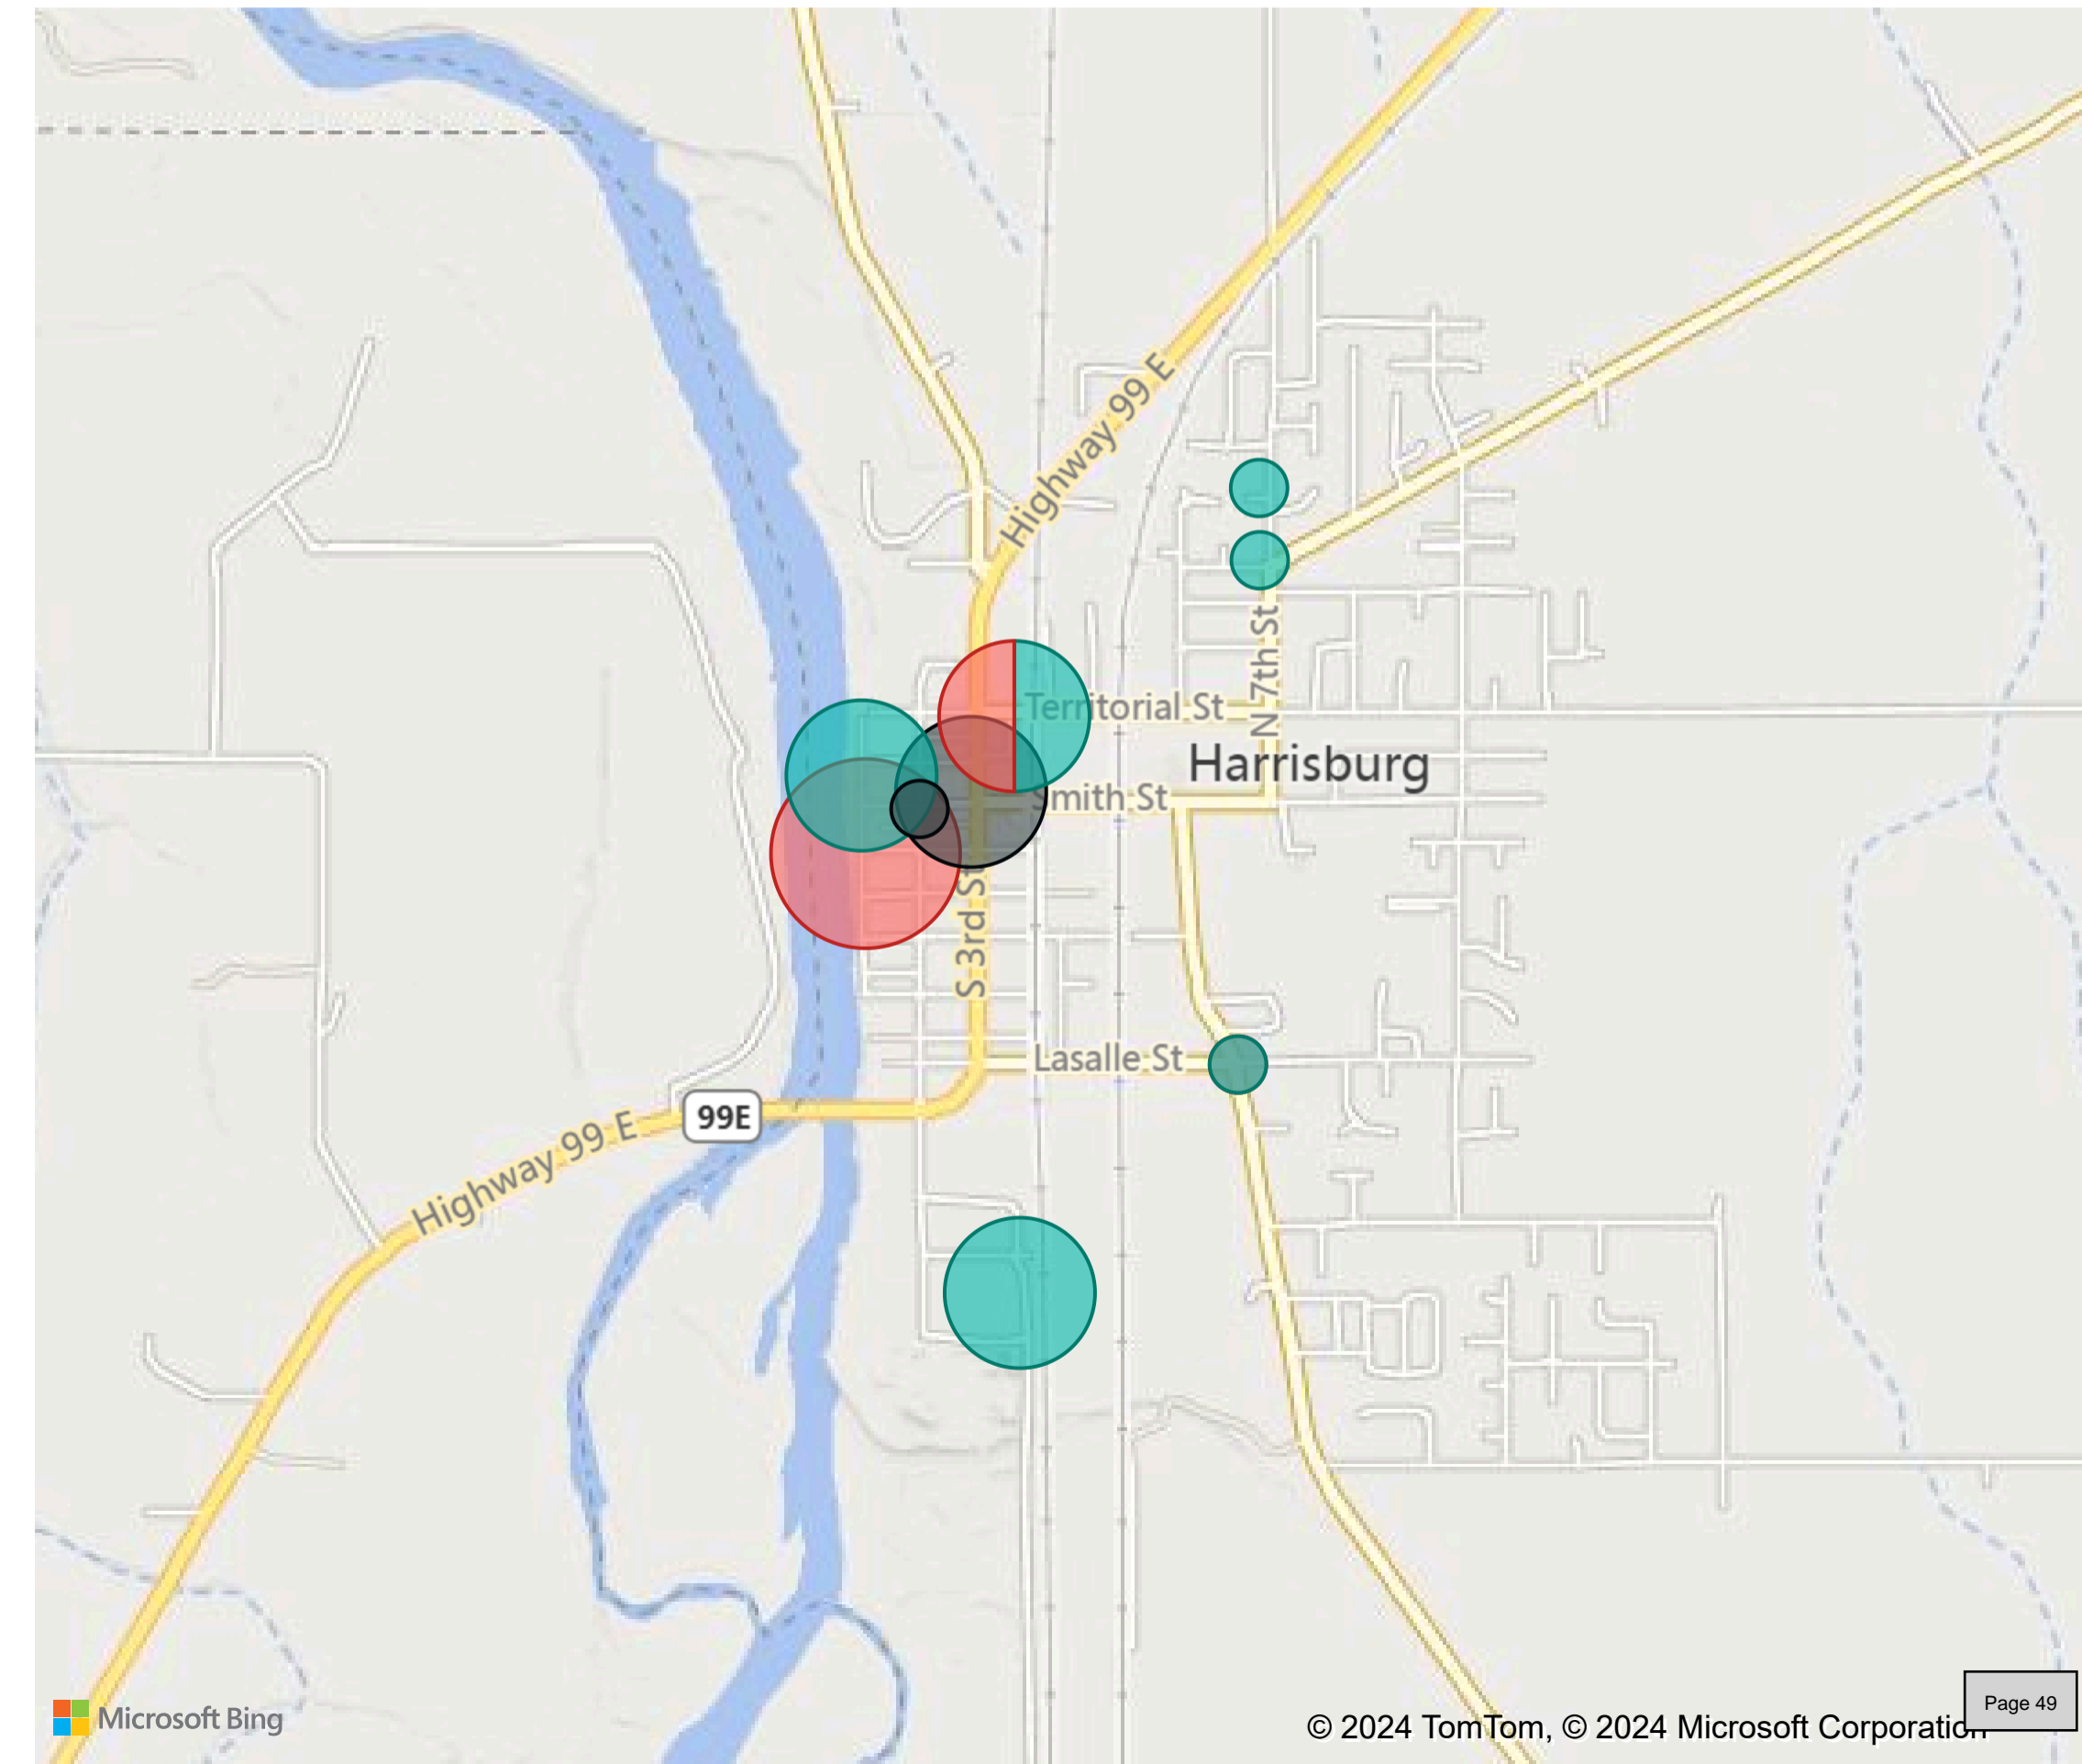 Highway 99 E
N 7th St
Territorial St
Harrisburg
Smith St
S 3rd St
Lasalle St
99E
Highway 99 E
Microsoft Bing
© 2024 TomTom, © 2024 Microsoft Corporation
Page 49